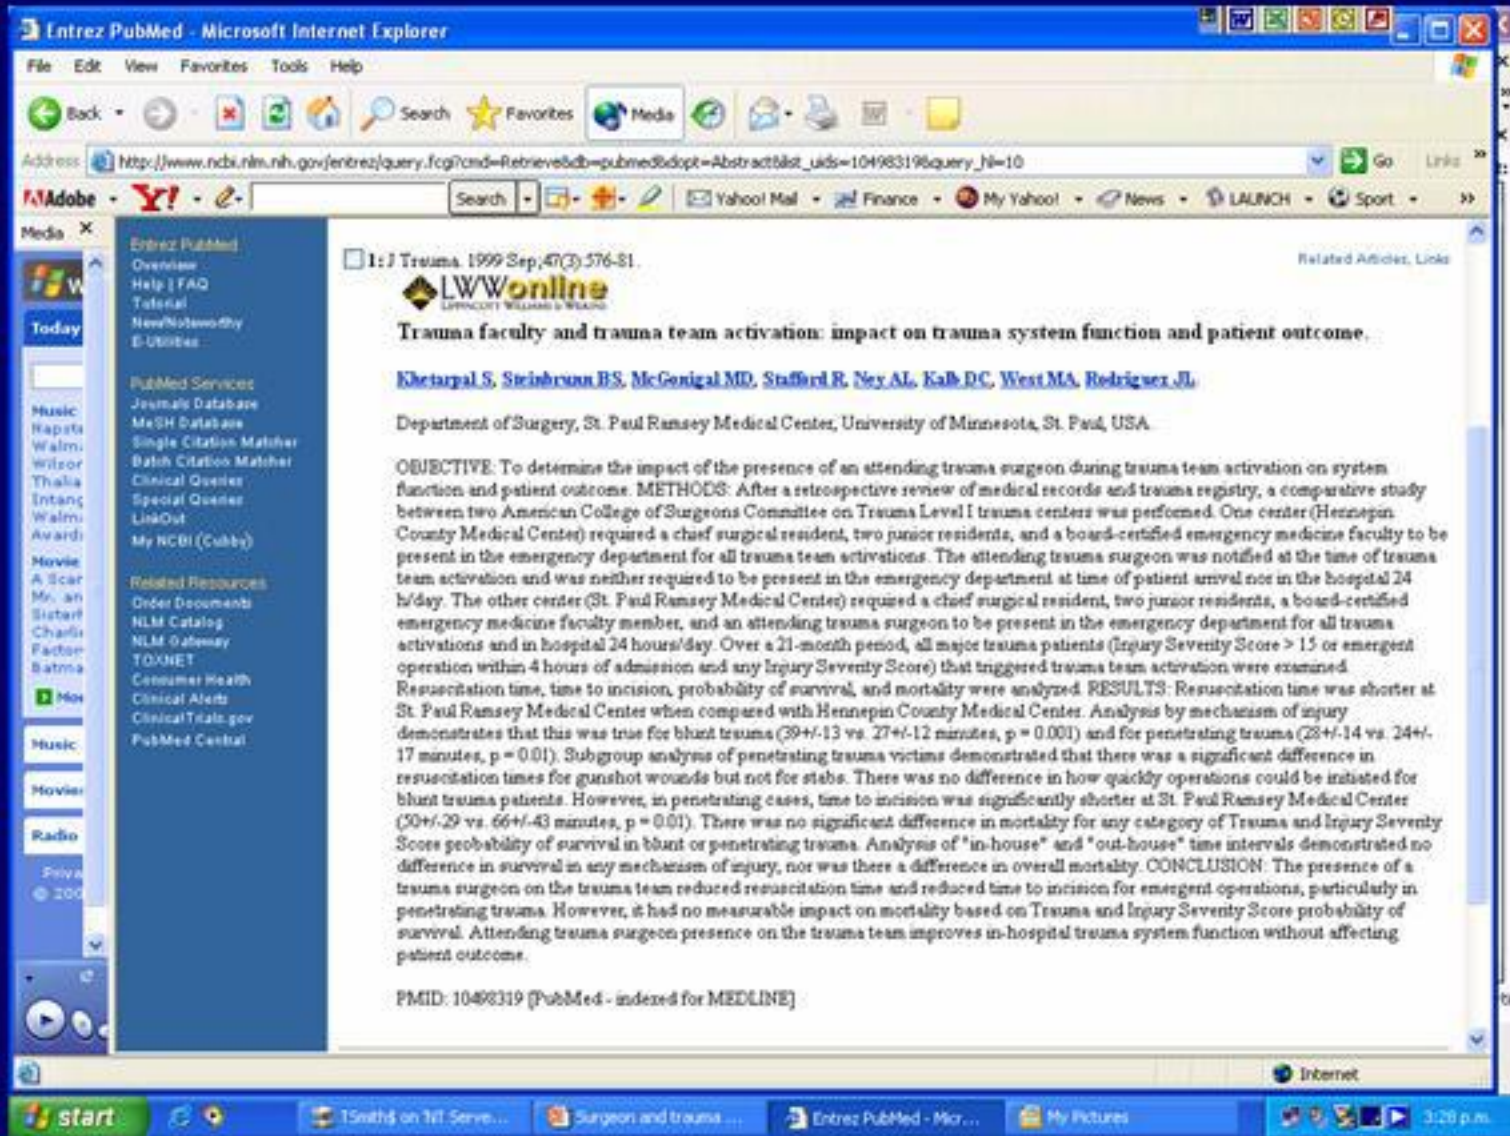 Entrez PubMed - Microsoft Internet Explorer
File Edit View Favorites Tools Help
Back Search Favorites Media
Address http://www.ncbi.nlm.nih.gov/entrez/query.fcgi?cmd=Retrieve&db=pubmed&dopt=Abstract&list_uids=10498319&query_hl=10 Go Links
Adobe Y! Search Yahoo! Mail Finance My Yahoo! News LAUNCH Sport
Media
Today
Music
Walm
Thalia
Intang
Walm
Award
Movie
A Scar
Mr. an
Sister
Charli
Factor
Batma
Music
Movie
Radio
Priva
© 200
Entrez PubMed
Overview
Help | FAQ
Tutorial
New/Noteworthy
E-Utilities
PubMed Services
Journals Database
MeSH Database
Single Citation Matcher
Batch Citation Matcher
Clinical Queries
Special Queries
LinkOut
My NCBI (Cubby)
Related Resources
Order Documents
NLM Catalog
NLM Gateway
TOXNET
Consumer Health
Clinical Alerts
ClinicalTrials.gov
PubMed Central
1: J Trauma. 1999 Sep;47(3):576-81. Related Articles, Links
LWWonline
LIPPINCOTT WILLIAMS & WILKINS
Trauma faculty and trauma team activation: impact on trauma system function and patient outcome.
Khetarpal S, Steinbrunn BS, McGonigal MD, Stafford R, Ney AL, Kalb DC, West MA, Rodriguez JL.
Department of Surgery, St. Paul Ramsey Medical Center, University of Minnesota, St. Paul, USA.
OBJECTIVE: To determine the impact of the presence of an attending trauma surgeon during trauma team activation on system
function and patient outcome. METHODS: After a retrospective review of medical records and trauma registry, a comparative study
between two American College of Surgeons Committee on Trauma Level I trauma centers was performed. One center (Hennepin
County Medical Center) required a chief surgical resident, two junior residents, and a board-certified emergency medicine faculty to be
present in the emergency department for all trauma team activations. The attending trauma surgeon was notified at the time of trauma
team activation and was neither required to be present in the emergency department at time of patient arrival nor in the hospital 24
h/day. The other center (St. Paul Ramsey Medical Center) required a chief surgical resident, two junior residents, a board-certified
emergency medicine faculty member, and an attending trauma surgeon to be present in the emergency department for all trauma
activations and in hospital 24 hours/day. Over a 21-month period, all major trauma patients (Injury Severity Score > 15 or emergent
operation within 4 hours of admission and any Injury Severity Score) that triggered trauma team activation were examined.
Resuscitation time, time to incision, probability of survival, and mortality were analyzed. RESULTS: Resuscitation time was shorter at
St. Paul Ramsey Medical Center when compared with Hennepin County Medical Center. Analysis by mechanism of injury
demonstrates that this was true for blunt trauma (39+/-13 vs. 27+/-12 minutes, p = 0.001) and for penetrating trauma (28+/-14 vs. 24+/-
17 minutes, p = 0.01). Subgroup analysis of penetrating trauma victims demonstrated that there was a significant difference in
resuscitation times for gunshot wounds but not for stabs. There was no difference in how quickly operations could be initiated for
blunt trauma patients. However, in penetrating cases, time to incision was significantly shorter at St. Paul Ramsey Medical Center
(50+/-29 vs. 66+/-43 minutes, p = 0.01). There was no significant difference in mortality for any category of Trauma and Injury Severity
Score probability of survival in blunt or penetrating trauma. Analysis of "in-house" and "out-house" time intervals demonstrated no
difference in survival in any mechanism of injury, nor was there a difference in overall mortality. CONCLUSION: The presence of a
trauma surgeon on the trauma team reduced resuscitation time and reduced time to incision for emergent operations, particularly in
penetrating trauma. However, it had no measurable impact on mortality based on Trauma and Injury Severity Score probability of
survival. Attending trauma surgeon presence on the trauma team improves in-hospital trauma system function without affecting
patient outcome.
PMID: 10498319 [PubMed - indexed for MEDLINE]
Internet
start TSmith$ on 'NT Serve... Surgeon and trauma ... Entrez PubMed - Micr... My Pictures 3:28 p.m.